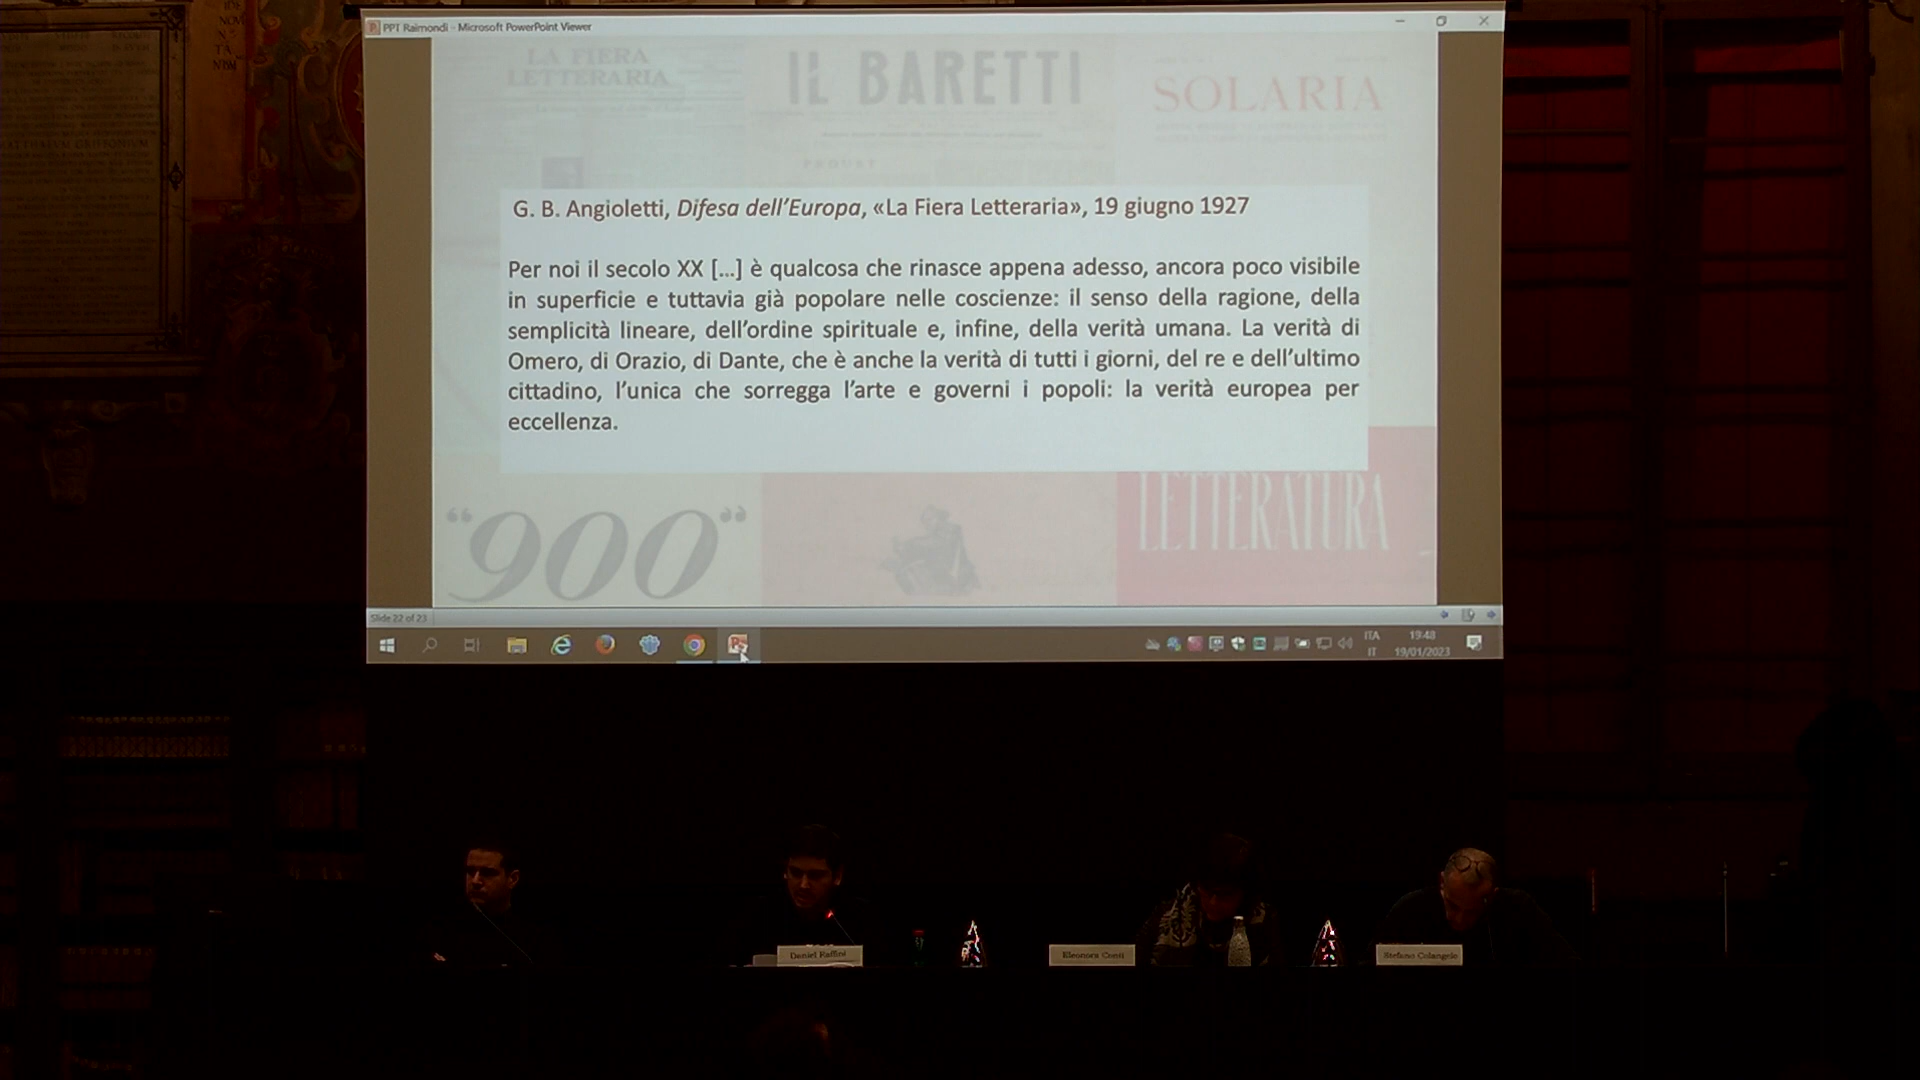 PPT Raimondi - Microsoft PowerPoint Viewer
LA FIERA
LETTERARIA
IL BARETTI
SOLARIA
PROUST
G. B. Angioletti, Difesa dell'Europa, «La Fiera Letteraria», 19 giugno 1927
Per noi il secolo XX [...] è qualcosa che rinasce appena adesso, ancora poco visibile
in superficie e tuttavia già popolare nelle coscienze: il senso della ragione, della
semplicità lineare, dell'ordine spirituale e, infine, della verità umana. La verità di
Omero, di Orazio, di Dante, che è anche la verità di tutti i giorni, del re e dell'ultimo
cittadino, l'unica che sorregga l'arte e governi i popoli: la verità europea per
eccellenza.
"900"
LETTERATURA
Slide 22 of 23
ITA
IT
19:48
19/01/2023
Daniel Raffini
Eleonora Conti
Stefano Colangelo